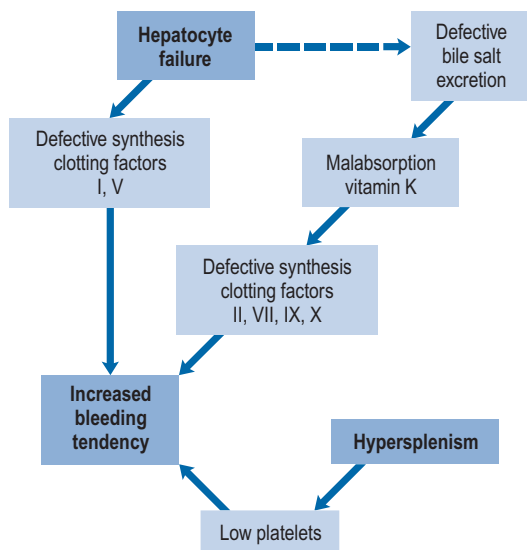 Hepatocyte
failure
Defective
bile salt
excretion
Defective synthesis
clotting factors
I, V
Malabsorption
vitamin K
Defective synthesis
clotting factors
II, VII, IX, X
Increased
bleeding
tendency
Hypersplenism
Low platelets